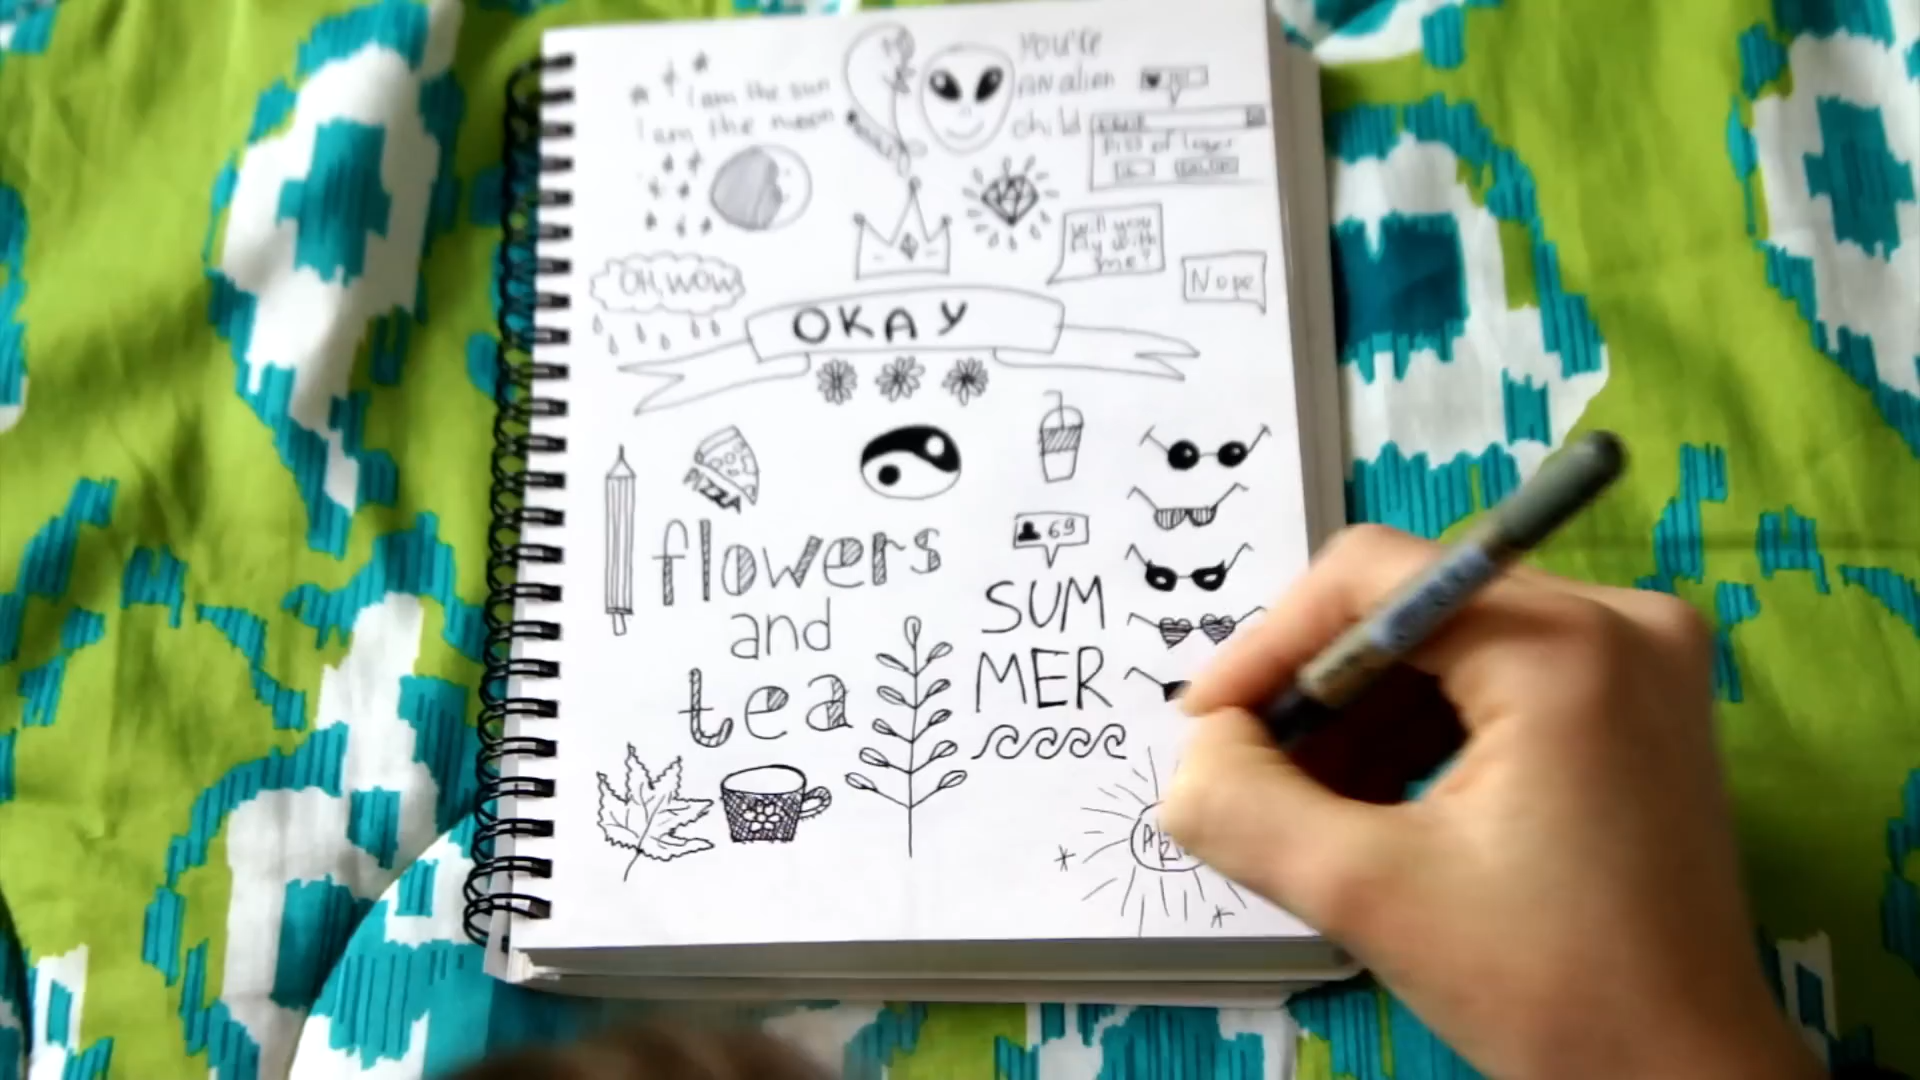 I am the sun
I am the moon
You're
an alien
child
OH, WOW
will you
fly with
me?
Nope
OKAY
PIZZA
flowers
and
tea
69
SUM
MER